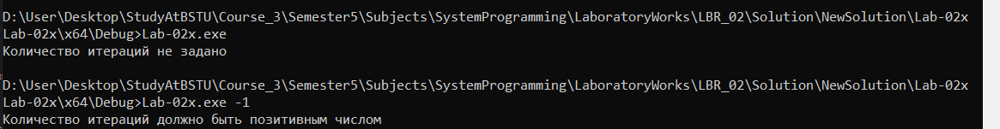 D:\User\Desktop\StudyAtBSTU\Course_3\Semester5\Subjects\SystemProgramming\LaboratoryWorks\LBR_02\Solution\NewSolution\Lab-02x
Lab-02x\x64\Debug>Lab-02x.exe
Количество итераций не задано
D:\User\Desktop\StudyAtBSTU\Course_3\Semester5\Subjects\SystemProgramming\LaboratoryWorks\LBR_02\Solution\NewSolution\Lab-02x
Lab-02x\x64\Debug>Lab-02x.exe -1
Количество итераций должно быть позитивным числом